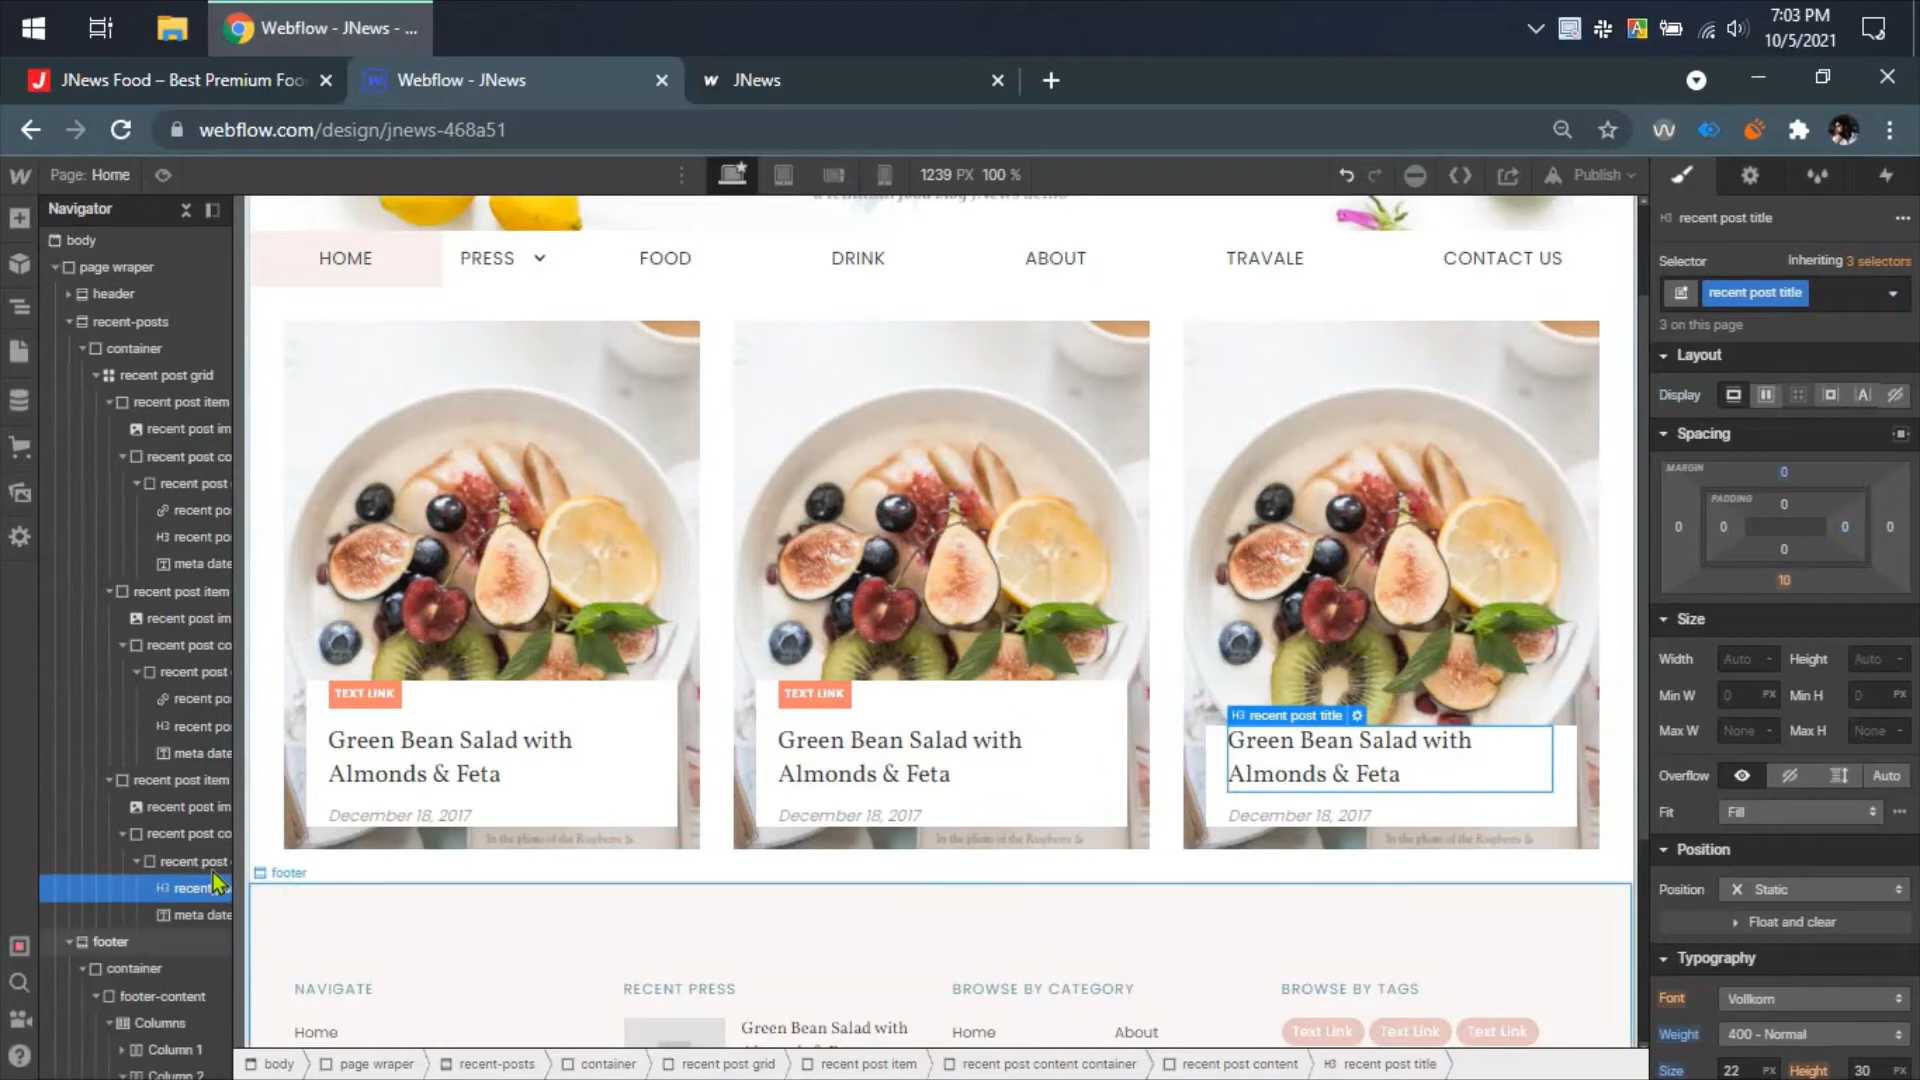 Webflow - JNews - ...
7:03 PM
10/5/2021
JNews Food – Best Premium Foo
Webflow - JNews
JNews
webflow.com/design/jnews-468a51
Page: Home
1239 PX 100 %
Publish
Navigator
body
page wraper
header
recent-posts
container
recent post grid
recent post item
recent post im
recent post co
recent post
recent po
H3 recent po
meta date
recent post item
recent post im
recent post co
recent post
recent po
H3 recent po
meta date
recent post item
recent post im
recent post co
recent post
H3 recent
meta date
footer
container
footer-content
Columns
Column 1
Column 2
a feminim food blog JNews demo
HOME
PRESS
FOOD
DRINK
ABOUT
TRAVALE
CONTACT US
TEXT LINK
Green Bean Salad with
Almonds & Feta
December 18, 2017
TEXT LINK
Green Bean Salad with
Almonds & Feta
December 18, 2017
H3 recent post title
Green Bean Salad with
Almonds & Feta
December 18, 2017
footer
NAVIGATE
Home
RECENT PRESS
Green Bean Salad with
BROWSE BY CATEGORY
Home
About
BROWSE BY TAGS
Text Link
Text Link
Text Link
body
page wraper
recent-posts
container
recent post grid
recent post item
recent post content container
recent post content
H3 recent post title
H3 recent post title
Selector
Inheriting 3 selectors
recent post title
3 on this page
Layout
Display
Spacing
MARGIN
0
PADDING
0
0 0 0 0
0
10
Size
Width Auto - Height Auto -
Min W 0 PX Min H 0 PX
Max W None - Max H None -
Overflow Auto
Fit Fill
Position
Position Static
Float and clear
Typography
Font Vollkorn
Weight 400 - Normal
Size 22 PX Height 30 PX